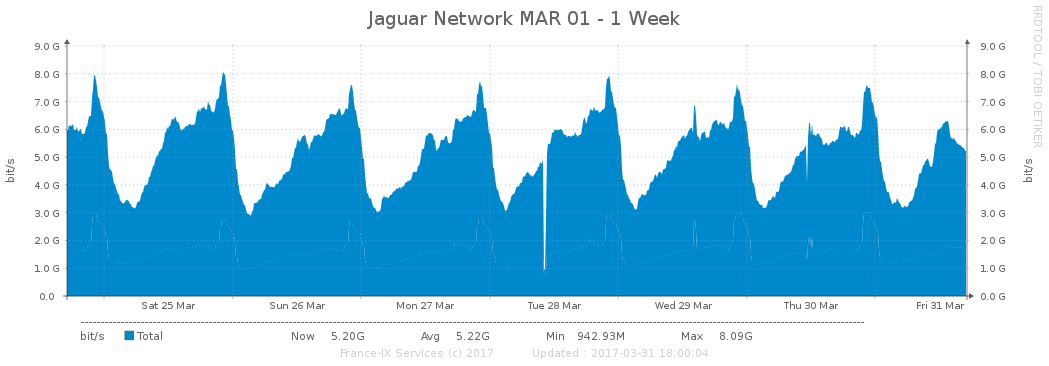 Jaguar Network MAR 01 - 1 Week
RRDTOOL / TOBI OETIKER
bit/s
9.0 G 9.0 G
8.0 G 8.0 G
7.0 G 7.0 G
6.0 G 6.0 G
5.0 G 5.0 G
4.0 G 4.0 G
3.0 G 3.0 G
2.0 G 2.0 G
1.0 G 1.0 G
0.0 0.0 G
bit/s
Sat 25 Mar Sun 26 Mar Mon 27 Mar Tue 28 Mar Wed 29 Mar Thu 30 Mar Fri 31 Mar
bit/s Total Now 5.20G Avg 5.22G Min 942.93M Max 8.09G
France-IX Services (c) 2017 Updated : 2017-03-31 18:00:04